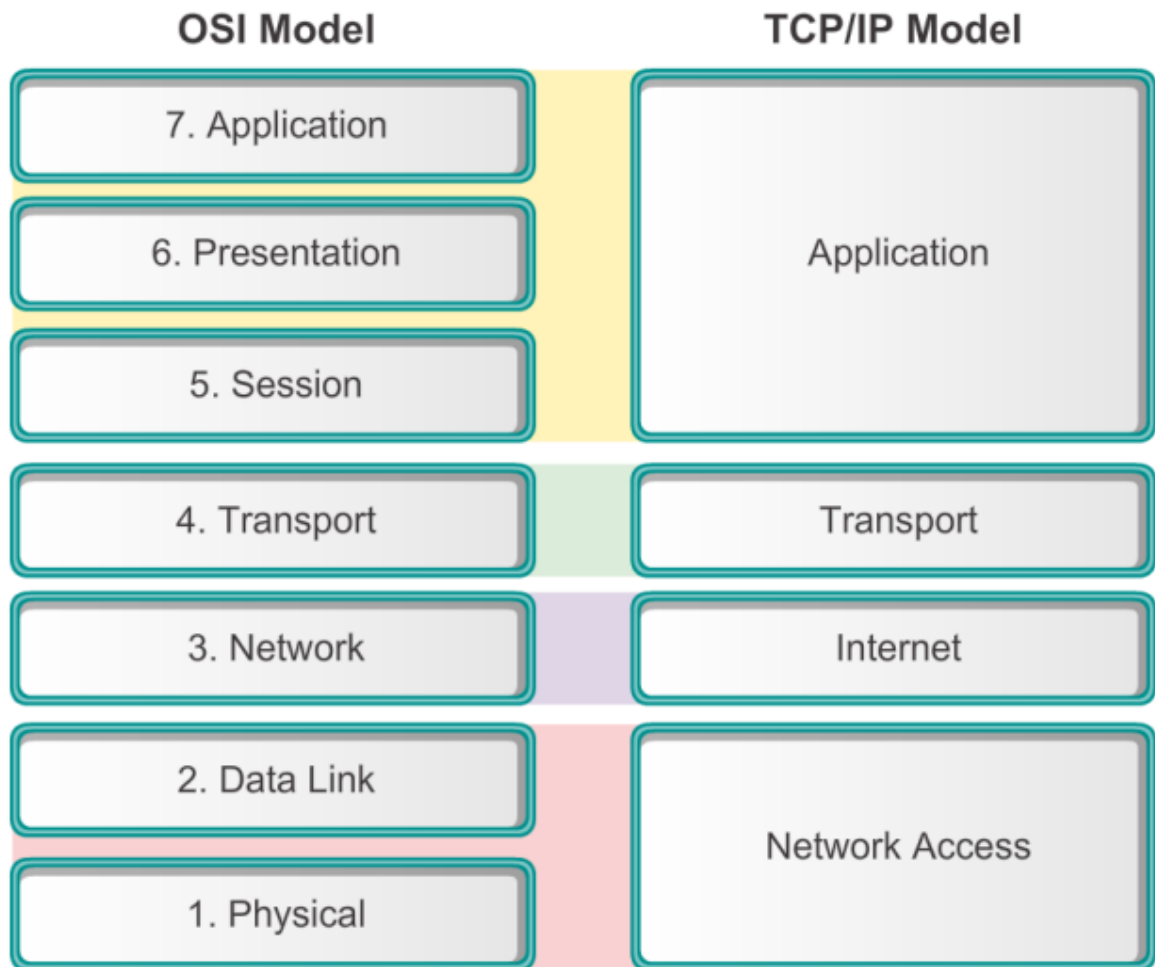 OSI Model
TCP/IP Model
7. Application
6. Presentation
5. Session
Application
4. Transport
Transport
3. Network
Internet
2. Data Link
1. Physical
Network Access